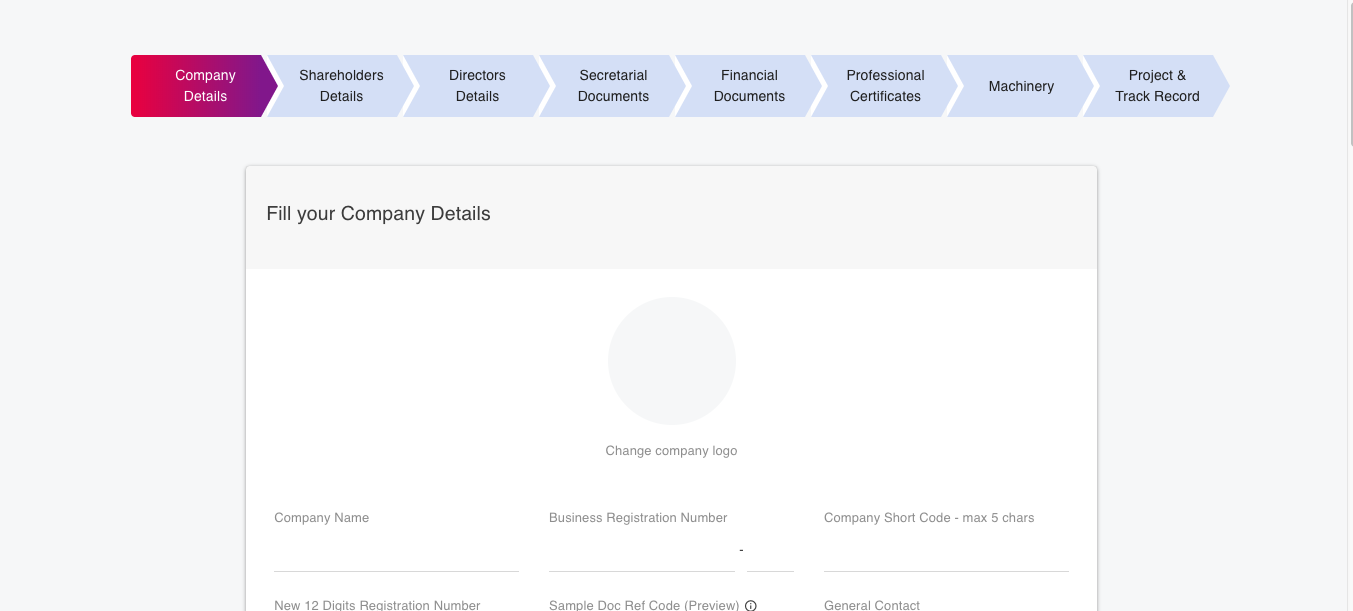 Company
Details
Shareholders
Details
Directors
Details
Secretarial
Documents
Financial
Documents
Professional
Certificates
Machinery
Project &
Track Record
Fill your Company Details
Change company logo
Company Name
Business Registration Number
Company Short Code - max 5 chars
-
New 12 Digits Registration Number
Sample Doc Ref Code (Preview)
General Contact